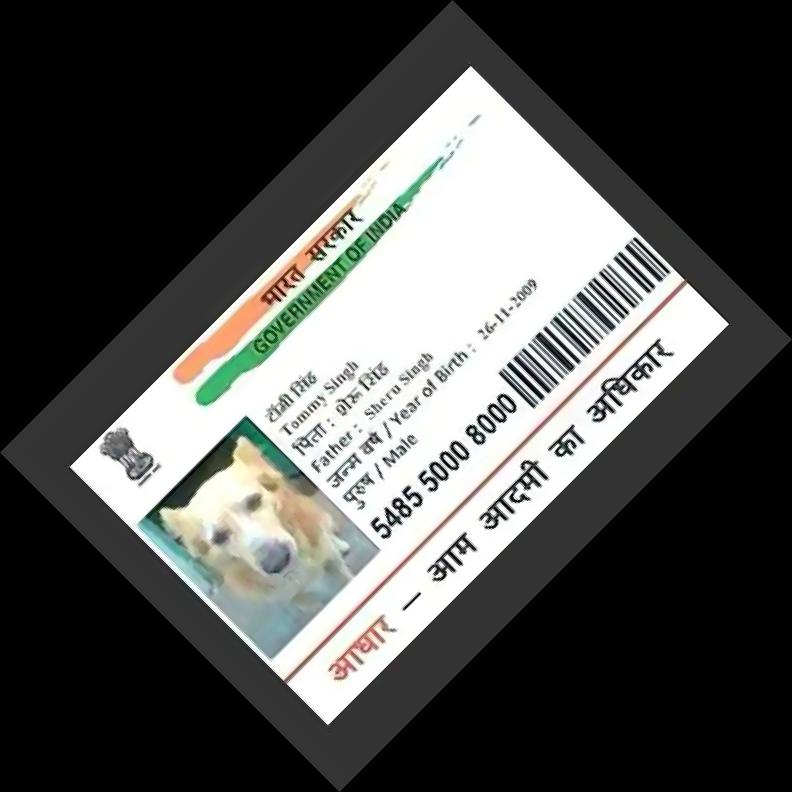 भारत सरकार
GOVERNMENT OF INDIA
टॉमी सिंह
Tommy Singh
पिता : शेरू सिंह
Father : Sheru Singh
जन्म वर्ष / Year of Birth : 26-11-2009
पुरुष / Male
5485 5000 8000
आधार – आम आदमी का अधिकार